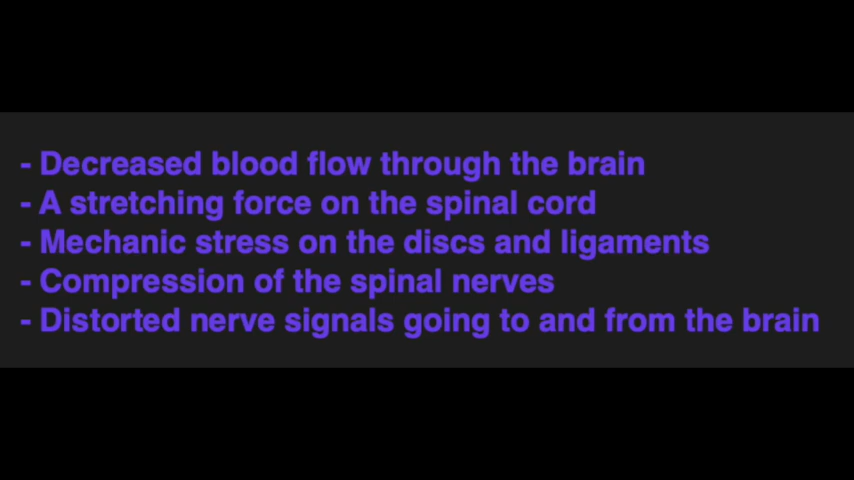 - Decreased blood flow through the brain
- A stretching force on the spinal cord
- Mechanic stress on the discs and ligaments
- Compression of the spinal nerves
- Distorted nerve signals going to and from the brain